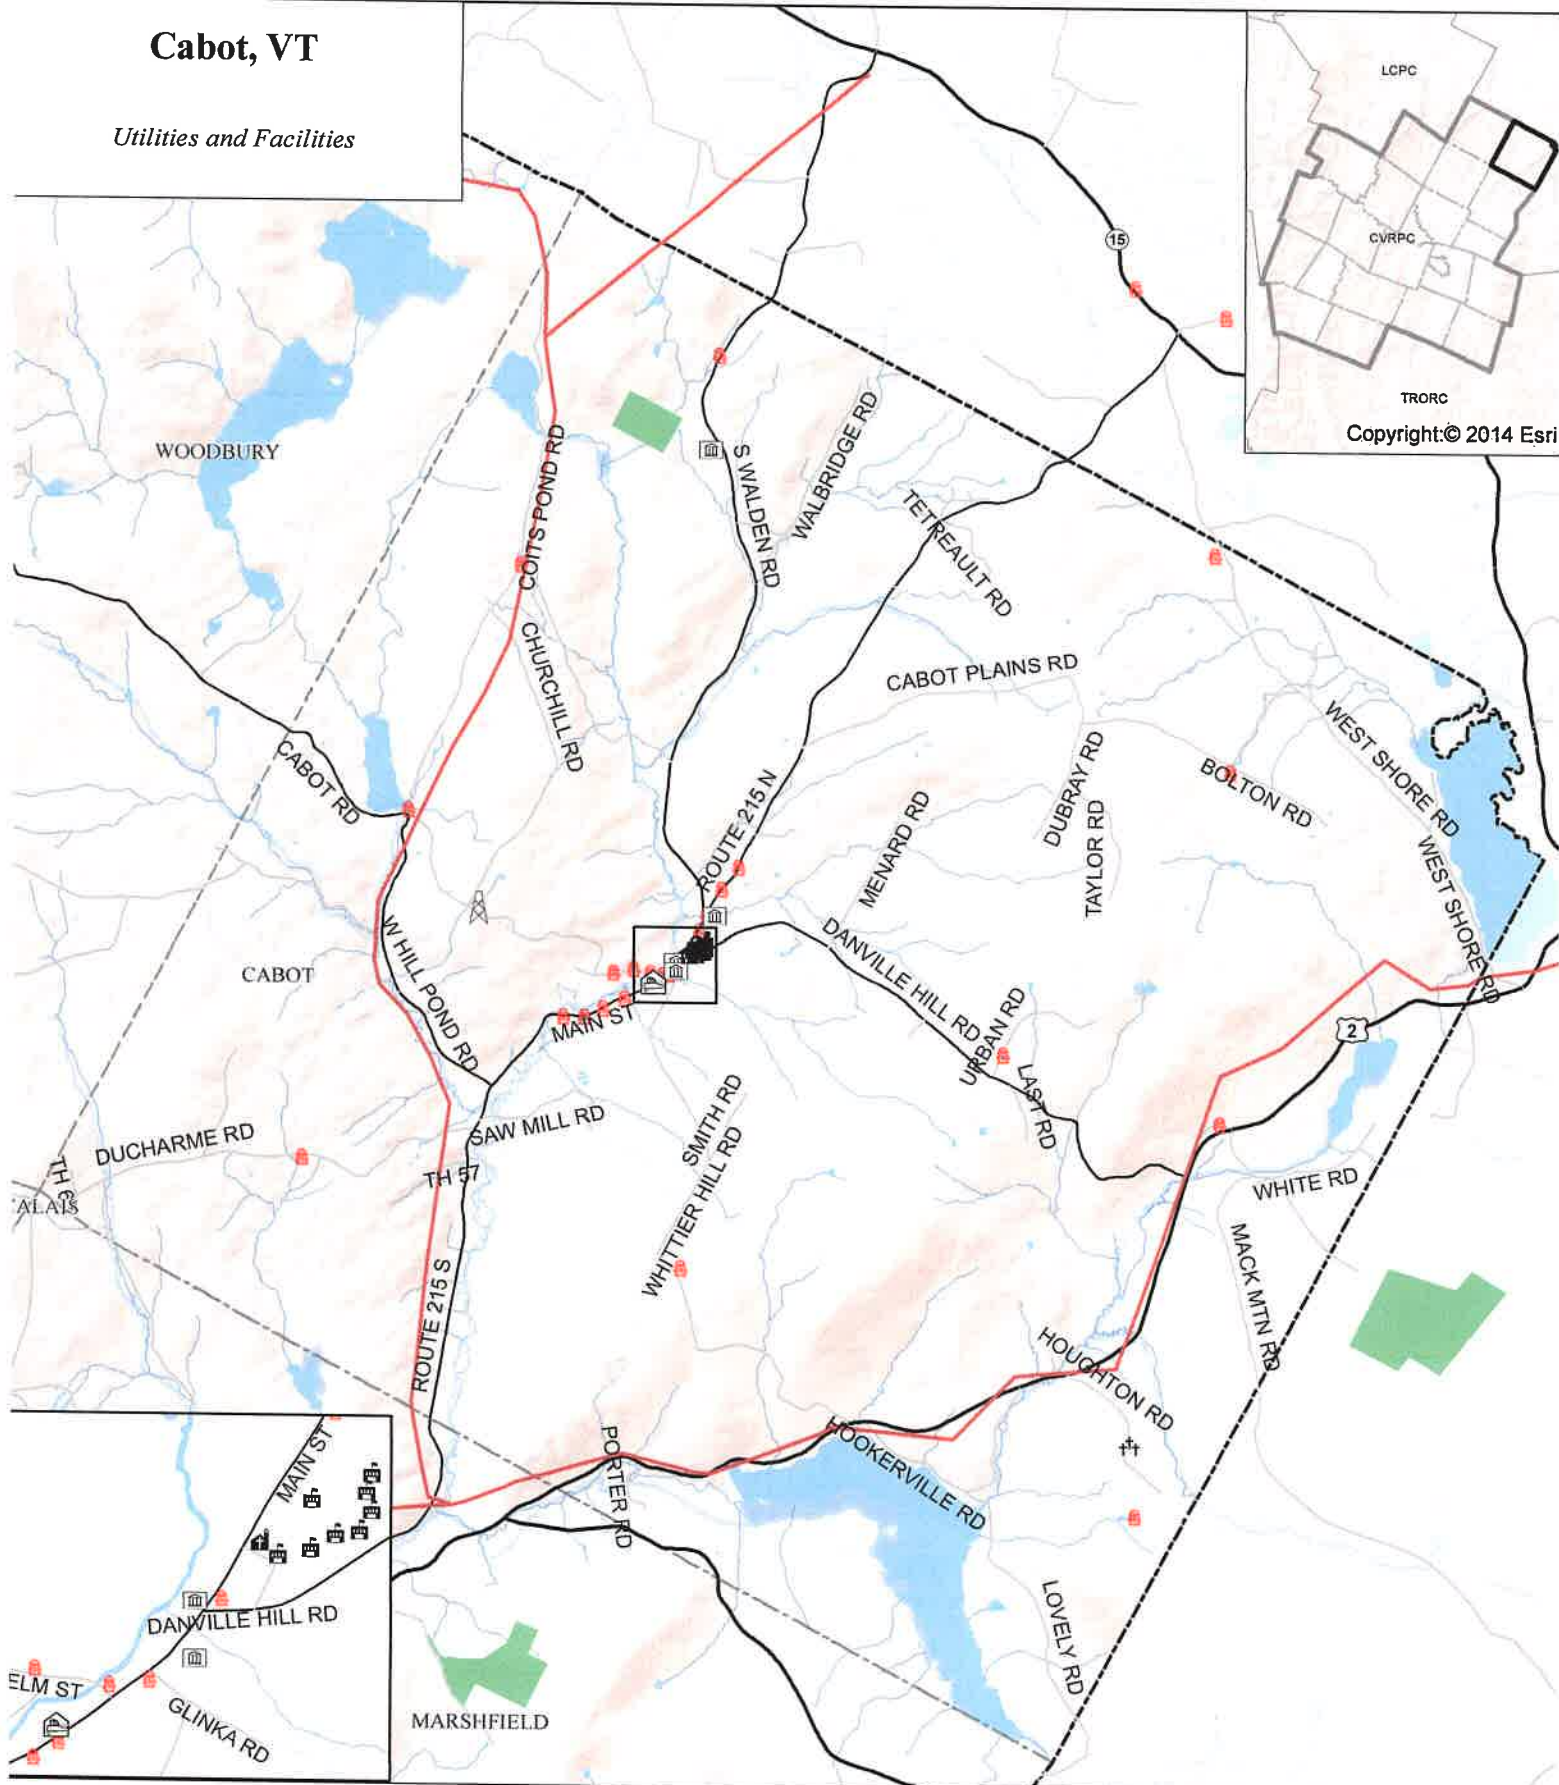 Cabot, VT
Utilities and Facilities
LCPC
CVRPC
TRORC
Copyright:© 2014 Esri
15
WOODBURY
COITS POND RD
S WALDEN RD
WALBRIDGE RD
TETREAULT RD
CHURCHILL RD
CABOT PLAINS RD
CABOT RD
WEST SHORE RD
BOLTON RD
DUBRAY RD
TAYLOR RD
MENARD RD
ROUTE 215 N
WEST SHORE RD
W HILL POND RD
CABOT
DANVILLE HILL RD
MAIN ST
URBAN RD
LAST RD
2
SAW MILL RD
SMITH RD
DUCHARME RD
TH 57
WHITTIER HILL RD
WHITE RD
ALAIS
MACK MTN RD
ROUTE 215 S
HOUGHTON RD
HOOKERVILLE RD
PORTER RD
LOVELY RD
MARSHFIELD
MAIN ST
DANVILLE HILL RD
ELM ST
GLINKA RD